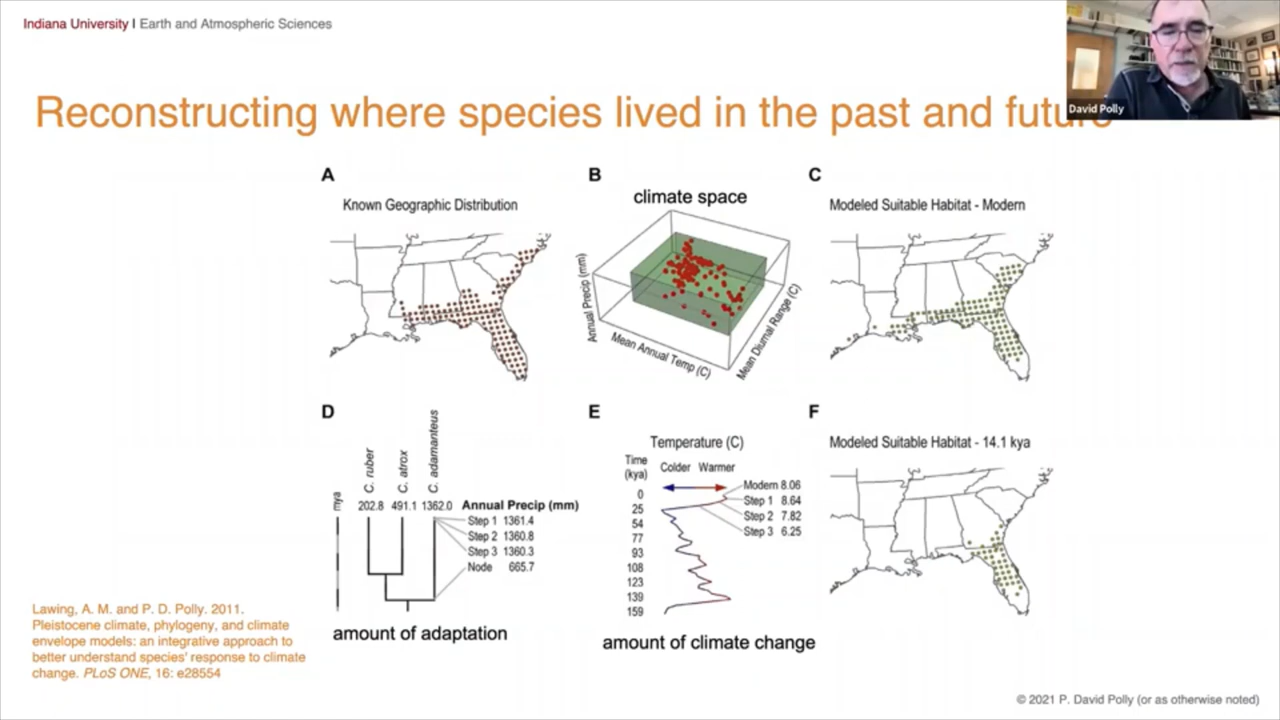 Indiana University I Earth and Atmospheric Sciences
David Polly
Reconstructing where species lived in the past and future
A
Known Geographic Distribution
B
climate space
Annual Precip (mm)
Mean Annual Temp (C)
Mean Diurnal Range (C)
C
Modeled Suitable Habitat - Modern
D
C. ruber
C. atrox
C. adamanteus
mya
202.8 491.1 1362.0 Annual Precip (mm)
Step 1 1361.4
Step 2 1360.8
Step 3 1360.3
Node 665.7
amount of adaptation
E
Temperature (C)
Time
(kya)
Colder Warmer
0
25
54
77
93
108
123
139
159
Modern 8.06
Step 1 8.64
Step 2 7.82
Step 3 6.25
amount of climate change
F
Modeled Suitable Habitat - 14.1 kya
Lawing, A. M. and P. D. Polly. 2011.
Pleistocene climate, phylogeny, and climate
envelope models: an integrative approach to
better understand species' response to climate
change. PLoS ONE, 16: e28554
© 2021 P. David Polly (or as otherwise noted)